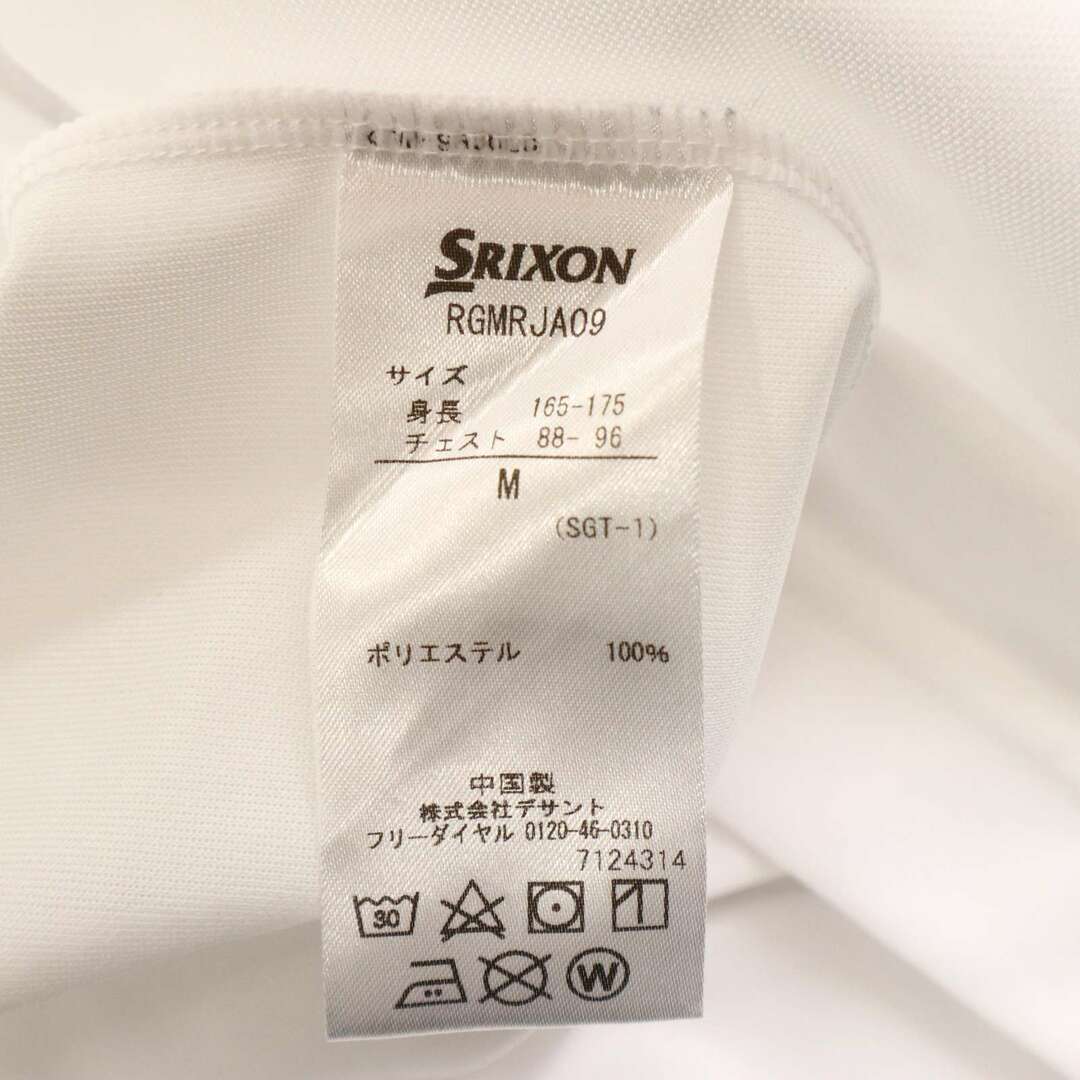 SRIXON
RGMRJA09
サイズ
身長 165-175
チェスト 88- 96
M
(SGT-1)
ポリエステル 100%
中国製
株式会社デサント
フリーダイヤル 0120-46-0310
7124314
30
W